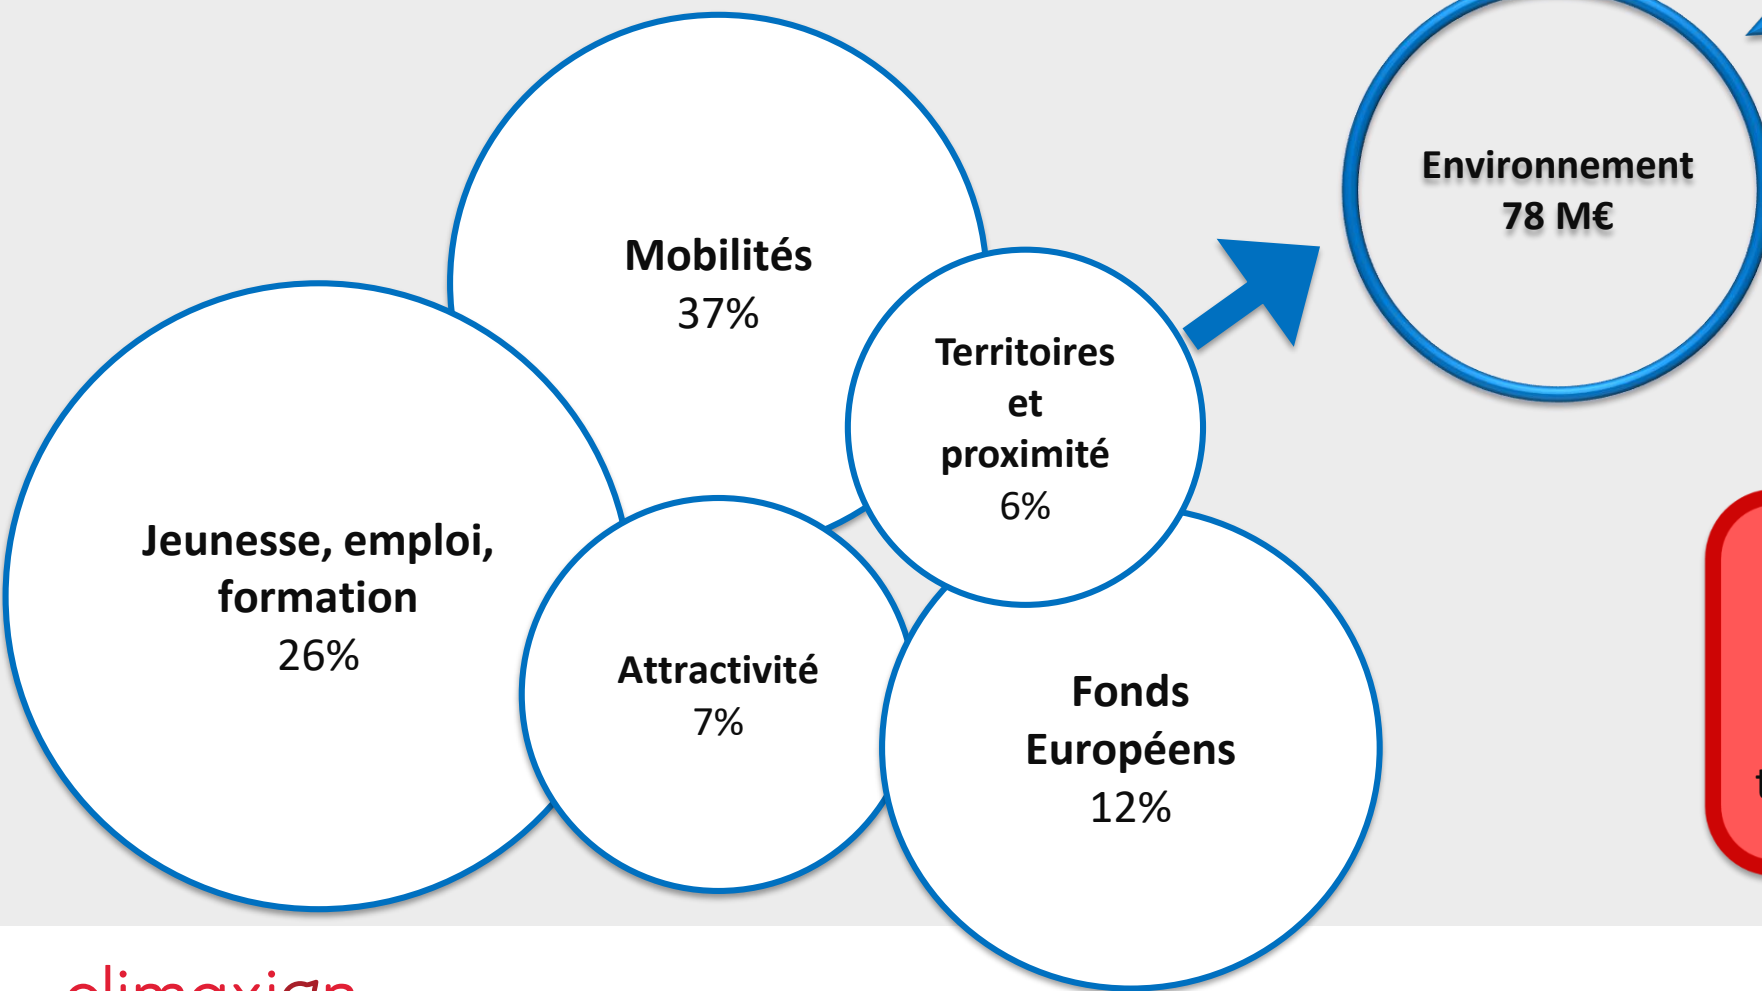 Mobilités
37%
Environnement
78 M€
Territoires
et
proximité
6%
Jeunesse, emploi,
formation
26%
Attractivité
7%
Fonds
Européens
12%